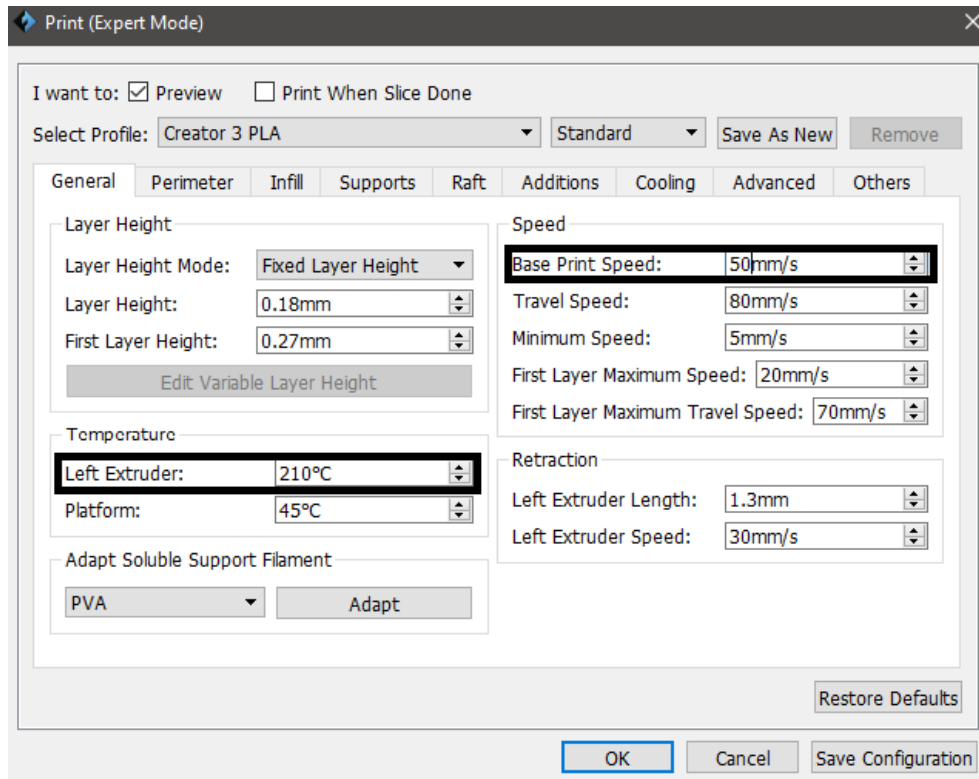 Print (Expert Mode)
I want to: Preview Print When Slice Done
Select Profile: Creator 3 PLA Standard Save As New Remove
General Perimeter Infill Supports Raft Additions Cooling Advanced Others
Layer Height
Layer Height Mode: Fixed Layer Height
Layer Height: 0.18mm
First Layer Height: 0.27mm
Edit Variable Layer Height
Temperature
Left Extruder: 210°C
Platform: 45°C
Adapt Soluble Support Filament
PVA Adapt
Speed
Base Print Speed: 50mm/s
Travel Speed: 80mm/s
Minimum Speed: 5mm/s
First Layer Maximum Speed: 20mm/s
First Layer Maximum Travel Speed: 70mm/s
Retraction
Left Extruder Length: 1.3mm
Left Extruder Speed: 30mm/s
Restore Defaults
OK Cancel Save Configuration